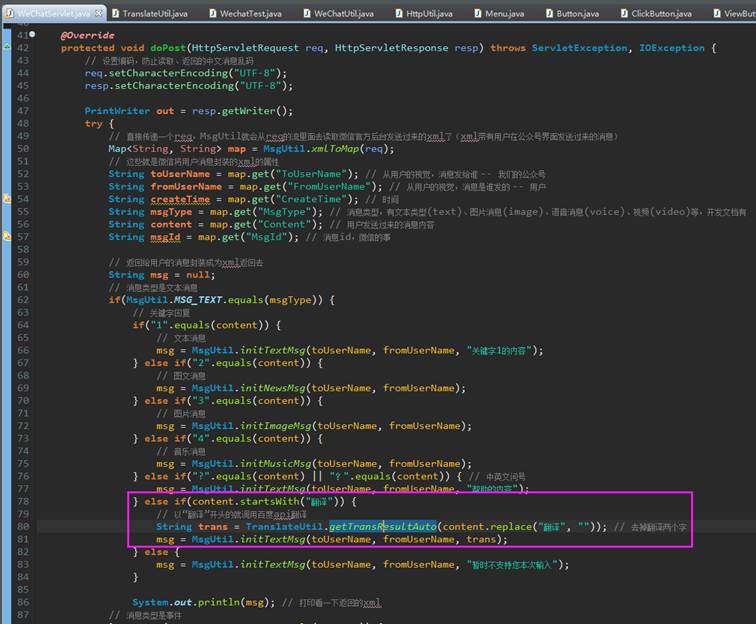 WeChatServlet.java TranslateUtil.java WechatTest.java WeChatUtil.java HttpUtil.java Menu.java Button.java ClickButton.java ViewBut
41 @Override
42 protected void doPost(HttpServletRequest req, HttpServletResponse resp) throws ServletException, IOException {
43 // 设置编码，防止读取、返回的中文消息乱码
44 req.setCharacterEncoding("UTF-8");
45 resp.setCharacterEncoding("UTF-8");
46
47 PrintWriter out = resp.getWriter();
48 try {
49 // 直接传递一个req，MsgUtil就会从req的流里面去读取微信官方后台发送过来的xml了（xml带有用户在公众号界面发送过来的消息）
50 Map<String, String> map = MsgUtil.xmlToMap(req);
51 // 这些就是微信将用户消息封装的xml的属性
52 String toUserName = map.get("ToUserName"); // 从用户的视觉，消息发给谁 -- 我们的公众号
53 String fromUserName = map.get("FromUserName"); // 从用户的视觉，消息是谁发的 -- 用户
54 String createTime = map.get("CreateTime"); // 时间
55 String msgType = map.get("MsgType"); // 消息类型，有文本类型(text)、图片消息(image)、语音消息(voice)、视频(video)等，开发文档有
56 String content = map.get("Content"); // 用户发送过来的消息内容
57 String msgId = map.get("MsgId"); // 消息id，微信的事
58
59 // 返回给用户的消息封装成为xml返回去
60 String msg = null;
61 // 消息类型是文本消息
62 if(MsgUtil.MSG_TEXT.equals(msgType)) {
63 // 关键字回复
64 if("1".equals(content)) {
65 // 文本消息
66 msg = MsgUtil.initTextMsg(toUserName, fromUserName, "关键字1的内容");
67 } else if("2".equals(content)) {
68 // 图文消息
69 msg = MsgUtil.initNewsMsg(toUserName, fromUserName);
70 } else if("3".equals(content)) {
71 // 图片消息
72 msg = MsgUtil.initImageMsg(toUserName, fromUserName);
73 } else if("4".equals(content)) {
74 // 音乐消息
75 msg = MsgUtil.initMusicMsg(toUserName, fromUserName);
76 } else if("?".equals(content) || "？".equals(content)) { // 中英文问号
77 msg = MsgUtil.initTextMsg(toUserName, fromUserName, "帮助的内容");
78 } else if(content.startsWith("翻译")) {
79 // 以“翻译”开头的就调用百度api翻译
80 String trans = TranslateUtil.getTransResultAuto(content.replace("翻译", "")); // 去掉翻译两个字
81 msg = MsgUtil.initTextMsg(toUserName, fromUserName, trans);
82 } else {
83 msg = MsgUtil.initTextMsg(toUserName, fromUserName, "暂时不支持您本次输入");
84 }
85
86 System.out.println(msg); // 打印看一下返回的xml
87 // 消息类型是事件